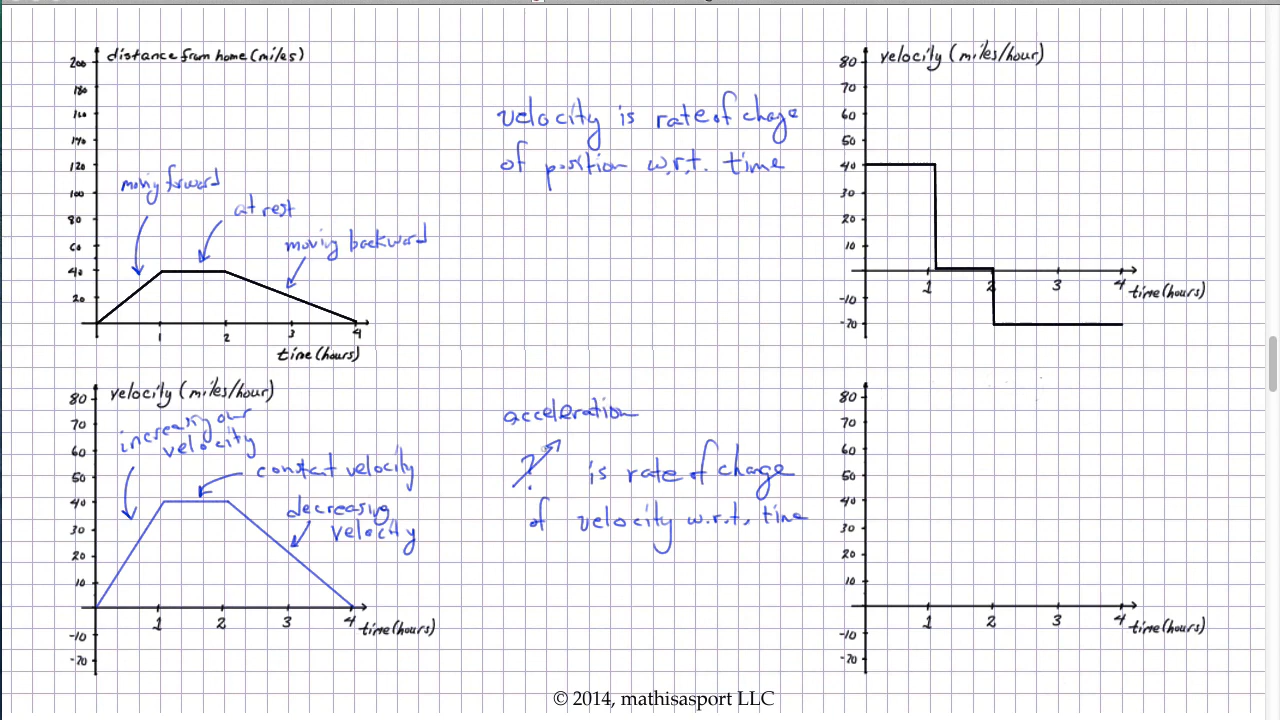 distance from home (miles)
200
180
160
140
120
100
80
60
40
20
1 2 3 4
time (hours)
moving forward
at rest
moving backward
velocity is rate of chage
of position w.r.t. time
velocity (miles/hour)
80
70
60
50
40
30
20
10
-10
-20
1 2 3 4 time (hours)
velocity (miles/hour)
80
70
60
50
40
30
20
10
-10
-20
1 2 3 4 time (hours)
increasing our
velocity
constant velocity
decreasing
velocity
acceleration
? is rate of change
of velocity w.r.t. time
80
70
60
50
40
30
20
10
-10
-20
1 2 3 4 time (hours)
© 2014, mathisasport LLC